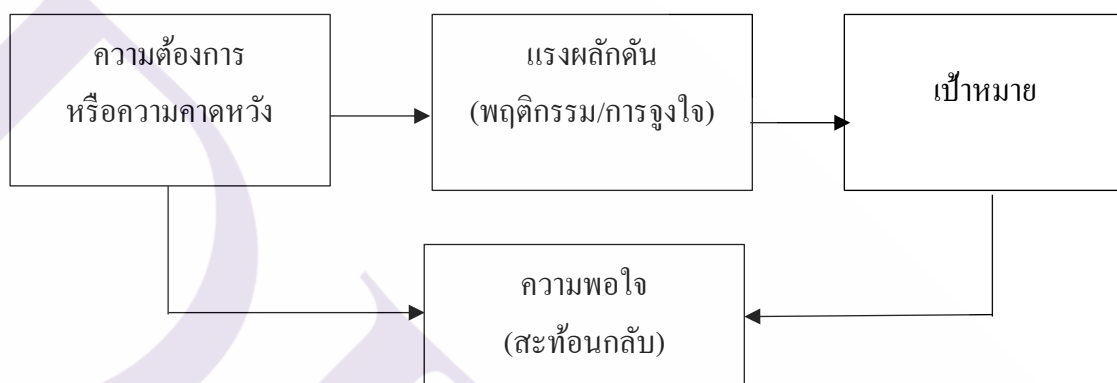 ความต้องการ
หรือความคาดหวัง
แรงผลักดัน
(พฤติกรรม/การจูงใจ)
เป้าหมาย
ความพอใจ
(สะท้อนกลับ)